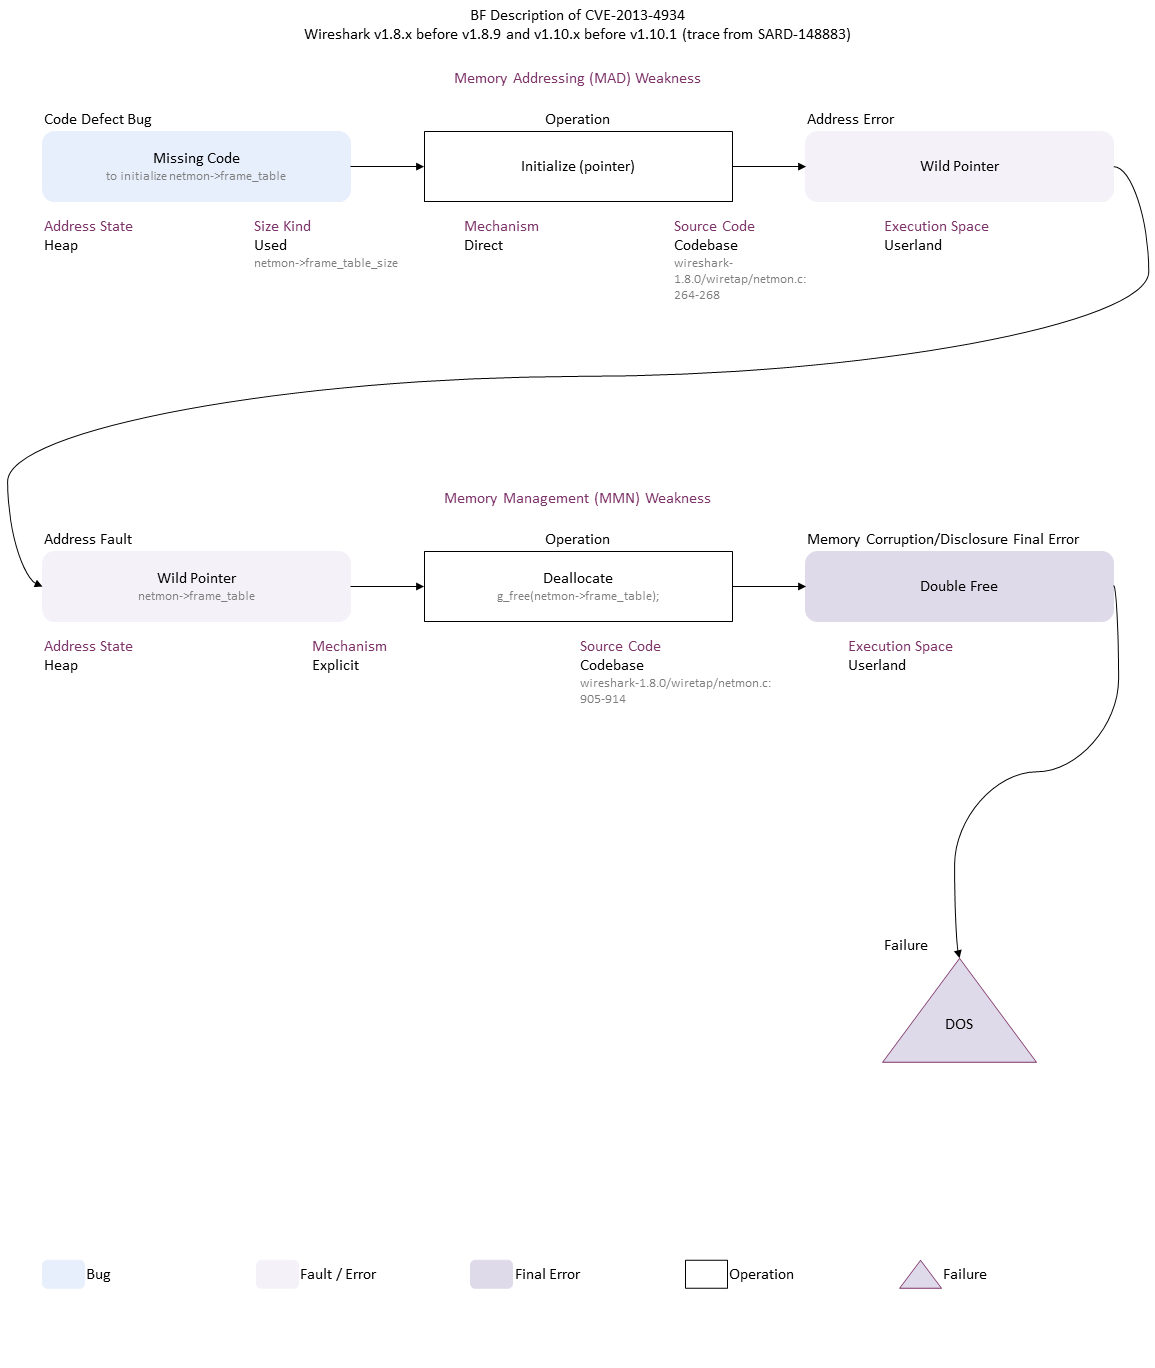 BF Description of CVE-2013-4934
Wireshark v1.8.x before v1.8.9 and v1.10.x before v1.10.1 (trace from SARD-148883)
Memory Addressing (MAD) Weakness
Code Defect Bug
Operation
Address Error
Missing Code
to initialize netmon->frame_table
Initialize (pointer)
Wild Pointer
Address State
Heap
Size Kind
Used
netmon->frame_table_size
Mechanism
Direct
Source Code
Codebase
wireshark-
1.8.0/wiretap/netmon.c:
264-268
Execution Space
Userland
Memory Management (MMN) Weakness
Address Fault
Operation
Memory Corruption/Disclosure Final Error
Wild Pointer
netmon->frame_table
Deallocate
g_free(netmon->frame_table);
Double Free
Address State
Heap
Mechanism
Explicit
Source Code
Codebase
wireshark-1.8.0/wiretap/netmon.c:
905-914
Execution Space
Userland
Failure
DOS
Bug
Fault / Error
Final Error
Operation
Failure